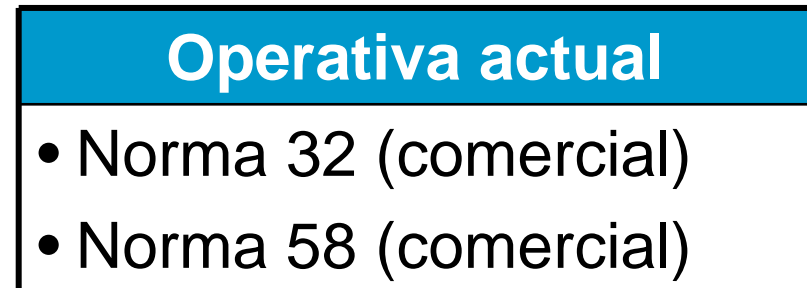 Operativa actual
• Norma 32 (comercial)
• Norma 58 (comercial)